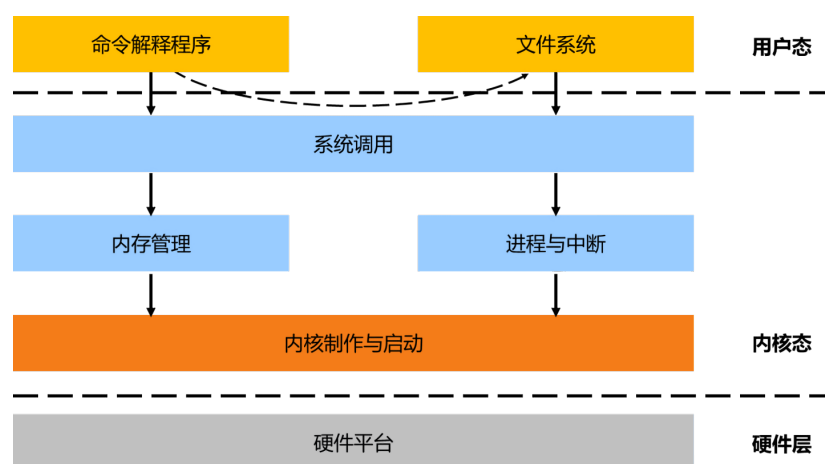 命令解释程序
文件系统
用户态
系统调用
内存管理
进程与中断
内核制作与启动
内核态
硬件平台
硬件层